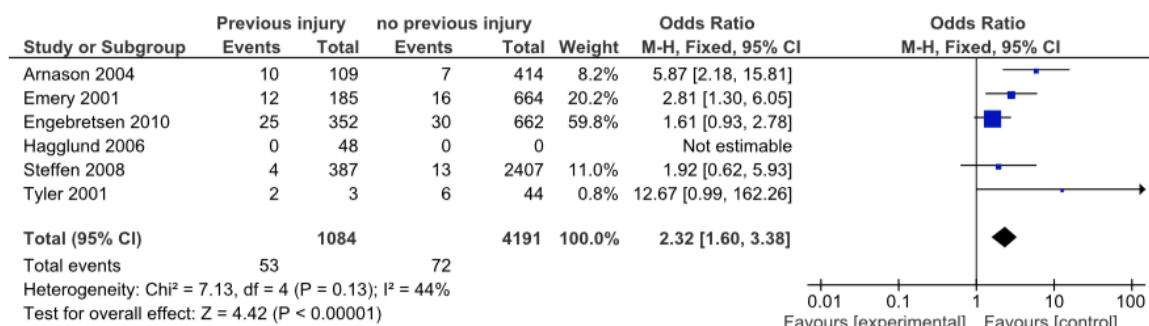 Previous injury no previous injury Odds Ratio Odds Ratio
Study or Subgroup Events Total Events Total Weight M-H, Fixed, 95% CI M-H, Fixed, 95% CI
Arnason 2004 10 109 7 414 8.2% 5.87 [2.18, 15.81]
Emery 2001 12 185 16 664 20.2% 2.81 [1.30, 6.05]
Engebretsen 2010 25 352 30 662 59.8% 1.61 [0.93, 2.78]
Hagglund 2006 0 48 0 0 Not estimable
Steffen 2008 4 387 13 2407 11.0% 1.92 [0.62, 5.93]
Tyler 2001 2 3 6 44 0.8% 12.67 [0.99, 162.26]
Total (95% CI) 1084 4191 100.0% 2.32 [1.60, 3.38]
Total events 53 72
Heterogeneity: Chi² = 7.13, df = 4 (P = 0.13); I² = 44%
Test for overall effect: Z = 4.42 (P < 0.00001)
0.01 0.1 1 10 100
Favours [experimental] Favours [control]